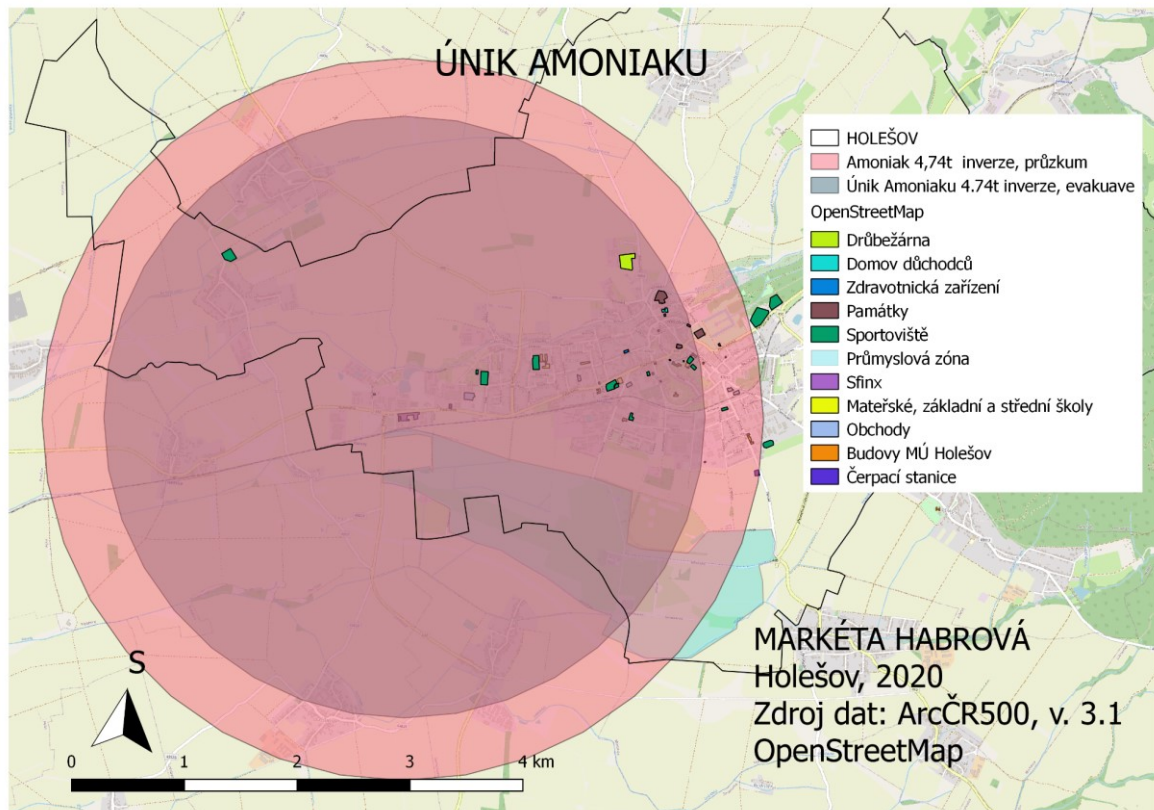 ÚNIK AMONIAKU
HOLEŠOV
Amoniak 4,74t inverze, průzkum
Únik Amoniaku 4.74t inverze, evakuave
OpenStreetMap
Drůbežárna
Domov důchodců
Zdravotnická zařízení
Památky
Sportoviště
Průmyslová zóna
Sfinx
Mateřské, základní a střední školy
Obchody
Budovy MÚ Holešov
Čerpací stanice
MARKÉTA HABROVÁ
Holešov, 2020
Zdroj dat: ArcČR500, v. 3.1
OpenStreetMap
S
0 1 2 3 4 km